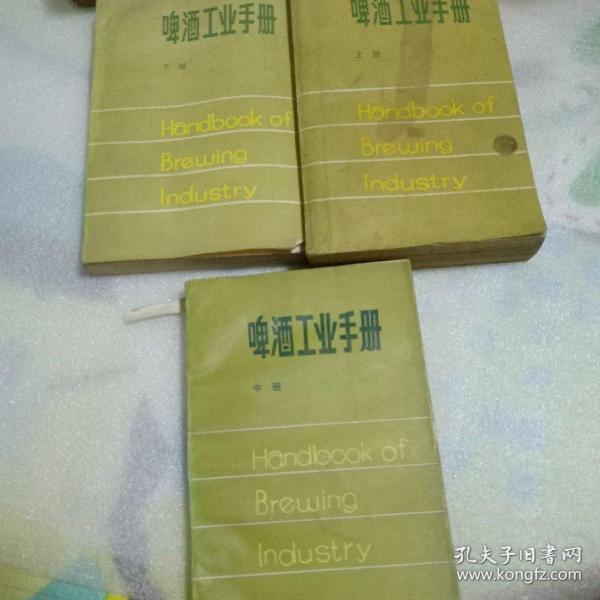 啤酒工业手册
下册
Handbook of
Brewing
Industry
啤酒工业手册
上册
Handbook of
Brewing
Industry
啤酒工业手册
中册
Handbook of
Brewing
Industry
孔夫子旧书网
www.kongfz.com